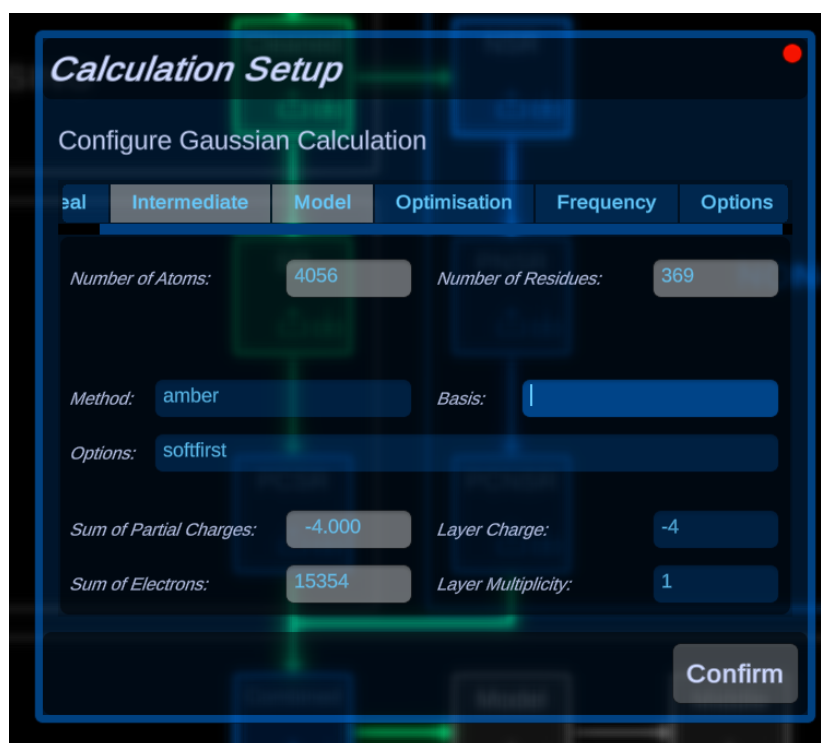 Calculation Setup
Configure Gaussian Calculation
eal Intermediate Model Optimisation Frequency Options
Number of Atoms: 4056 Number of Residues: 369
Method: amber Basis:
Options: softfirst
Sum of Partial Charges: -4.000 Layer Charge: -4
Sum of Electrons: 15354 Layer Multiplicity: 1
Confirm